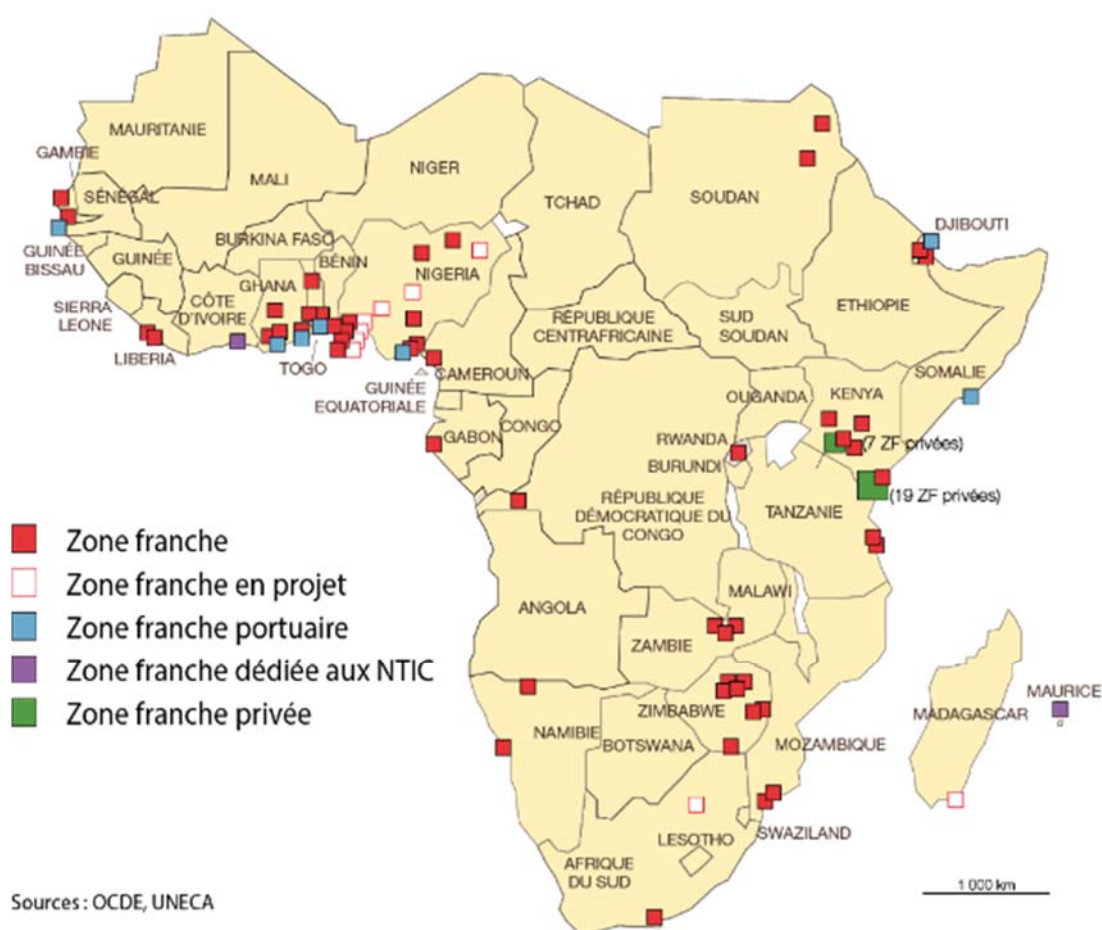 MAURITANIE
GAMBIE
NIGER
MALI
SÉNÉGAL
TCHAD
SOUDAN
DJIBOUTI
BURKINA FASO
GUINÉE
BISSAU
GUINÉE
BÉNIN
NIGERIA
GHANA
CÔTE
D'IVOIRE
SIERRA
LEONE
ETHIOPIE
RÉPUBLIQUE
CENTRAFRICAINE
SUD
SOUDAN
LIBERIA
TOGO
CAMEROUN
SOMALIE
GUINÉE
EQUATORIALE
OUGANDA
KENYA
GABON
CONGO
RWANDA
(7 ZF privées)
BURUNDI
(19 ZF privées)
RÉPUBLIQUE
DÉMOCRATIQUE DU
CONGO
TANZANIE
Zone franche
Zone franche en projet
Zone franche portuaire
Zone franche dédiée aux NTIC
Zone franche privée
MALAWI
ANGOLA
ZAMBIE
MAURICE
MADAGASCAR
ZIMBABWE
NAMIBIE
BOTSWANA
MOZAMBIQUE
SWAZILAND
LESOTHO
AFRIQUE
DU SUD
1 000 km
Sources : OCDE, UNECA